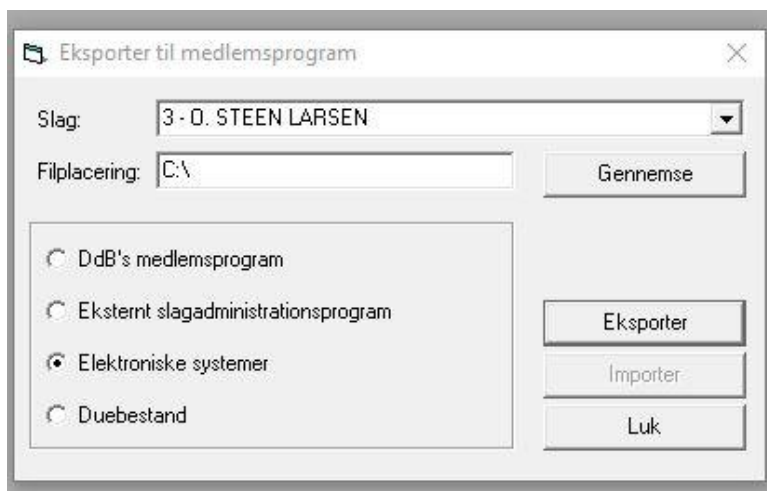 Eksporter til medlemsprogram
Slag: 3 - O. STEEN LARSEN
Filplacering: C:\ Gennemse
DdB's medlemsprogram
Eksternt slagadministrationsprogram
Eksporter
Elektroniske systemer
Importer
Duebestand
Luk